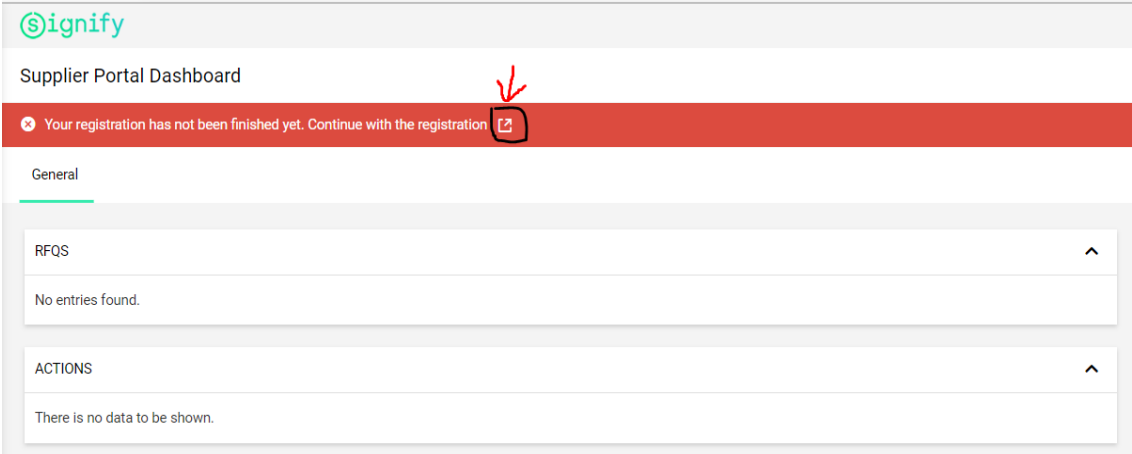 Signify
Supplier Portal Dashboard
Your registration has not been finished yet. Continue with the registration
General
RFQS
No entries found.
ACTIONS
There is no data to be shown.